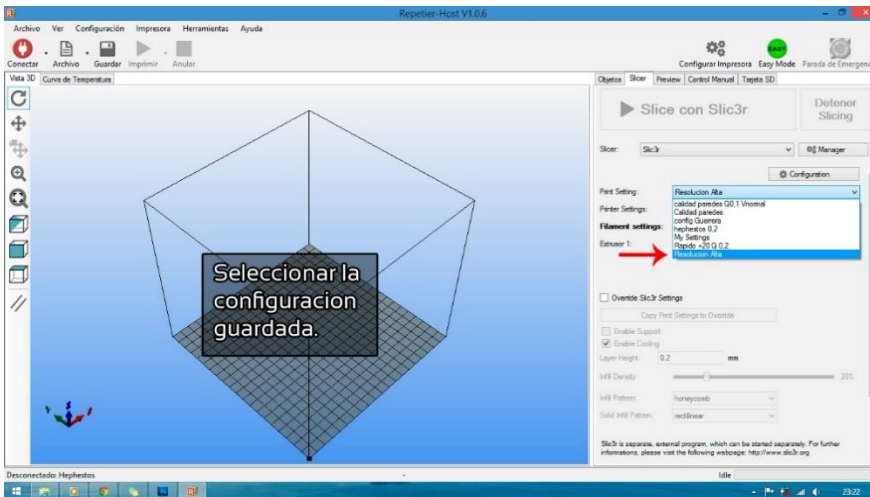 Repetier-Host V1.0.6
Archivo Ver Configuración Impresora Herramientas Ayuda
Conectar Archivo Guardar Imprimir Anular
Configurar Impresora Easy Mode Parada de Emergenc
EASY
Vista 3D Curva de Temperatura
Objetos Slicer Preview Control Manual Tarjeta SD
Slice con Slic3r
Detener
Slicing
Slicer: Slic3r Manager
Configuration
Print Setting: Resolucion Alta
Printer Settings:
Filament settings:
Extruser 1:
calidad paredes Q0.1 Vnormal
Calidad paredes
config Guerrera
hephestos 0,2
My Settings
Rapido +20 Q 0,2
Resolucion Alta
Seleccionar la
configuracion
guardada.
Override Slic3r Settings
Copy Print Settings to Override
Enable Support
Enable Cooling
Layer Height: 0.2 mm
Infill Density 20%
Infill Pattern: honeycomb
Solid Infill Pattern: rectilinear
Slic3r is separate, external program, which can be started separately. For further
informations, please visit the following webpage: http://www.slic3r.org
Desconectado: Hephestos - Idle
23:22